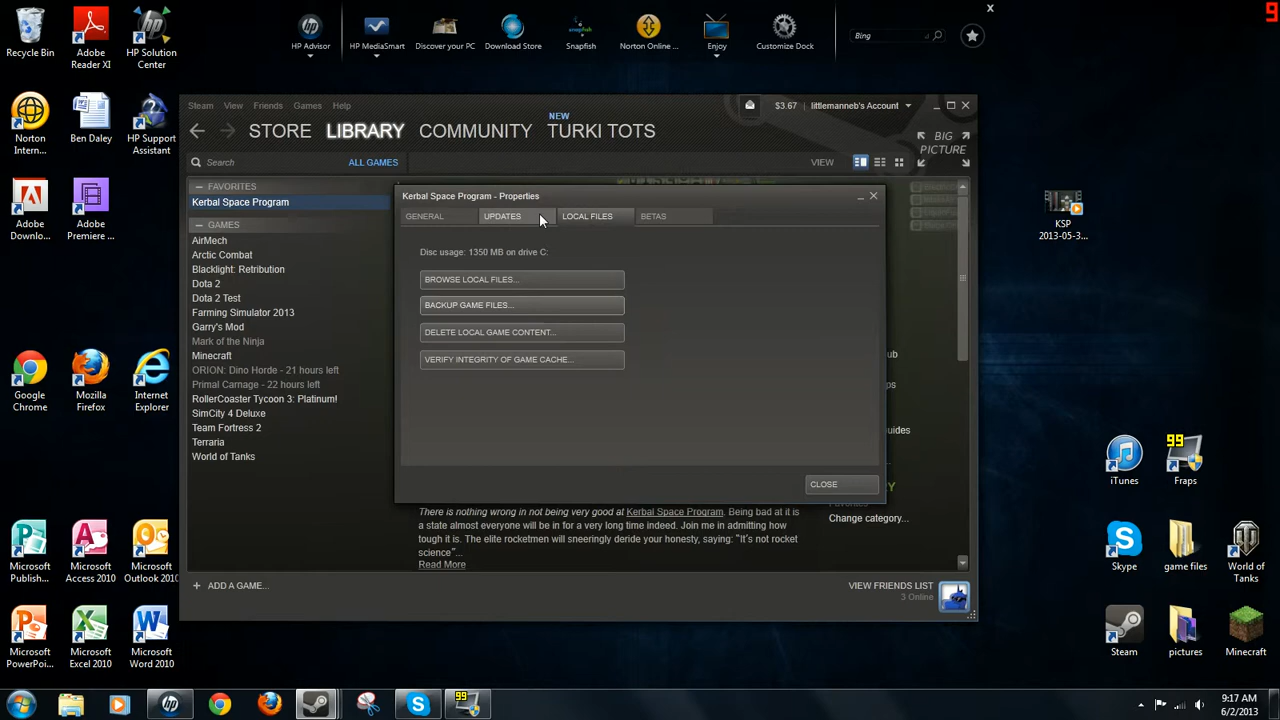 x
9
Recycle Bin
Adobe Reader XI
HP Solution Center
HP Advisor
HP MediaSmart
Discover your PC
Download Store
Snapfish
Norton Online ...
Enjoy
Customize Dock
Bing
Norton Intern...
Ben Daley
HP Support Assistant
Adobe Downlo...
Adobe Premiere ...
Google Chrome
Mozilla Firefox
Internet Explorer
Microsoft Publish...
Microsoft Access 2010
Microsoft Outlook 2010
Microsoft PowerPoi...
Microsoft Excel 2010
Microsoft Word 2010
Steam View Friends Games Help
$3.67 littlemanneb's Account
STORE LIBRARY COMMUNITY
NEW
TURKI TOTS
BIG PICTURE
Search
ALL GAMES
VIEW
FAVORITES
Kerbal Space Program
GAMES
AirMech
Arctic Combat
Blacklight: Retribution
Dota 2
Dota 2 Test
Farming Simulator 2013
Garry's Mod
Mark of the Ninja
Minecraft
ORION: Dino Horde - 21 hours left
Primal Carnage - 22 hours left
RollerCoaster Tycoon 3: Platinum!
SimCity 4 Deluxe
Team Fortress 2
Terraria
World of Tanks
Kerbal Space Program - Properties
GENERAL UPDATES LOCAL FILES BETAS
Disc usage: 1350 MB on drive C:
BROWSE LOCAL FILES...
BACKUP GAME FILES...
DELETE LOCAL GAME CONTENT...
VERIFY INTEGRITY OF GAME CACHE...
CLOSE
ub
ps
uides
...
Y
Change category...
There is nothing wrong in not being very good at Kerbal Space Program. Being bad at it is
a state almost everyone will be in for a very long time indeed. Join me in admitting how
tough it is. The elite rocketmen will sneeringly deride your honesty, saying: "It's not rocket
science"...
Read More
ADD A GAME...
VIEW FRIENDS LIST
3 Online
KSP
2013-05-3...
iTunes
99
Fraps
Skype
game files
World of Tanks
Steam
pictures
Minecraft
99
9:17 AM
6/2/2013